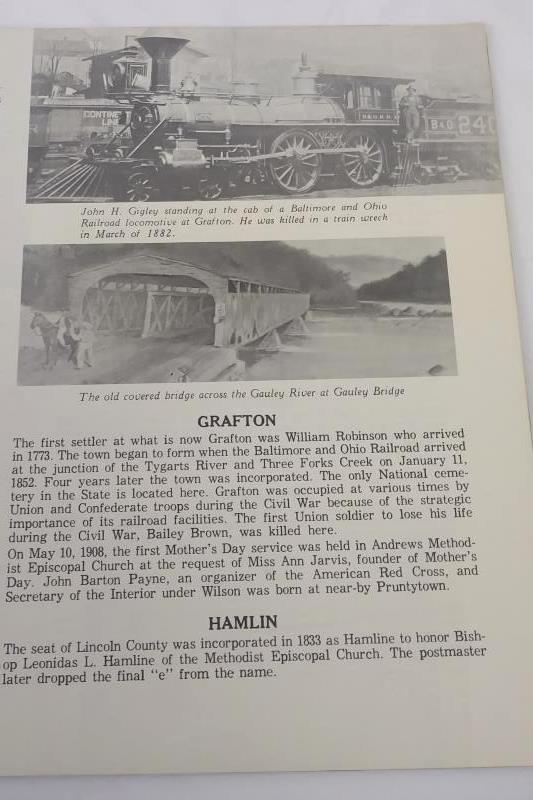 CONTINE
LINE
B&O.R.R.
B&O 240
John H. Gigley standing at the cab of a Baltimore and Ohio
Railroad locomotive at Grafton. He was killed in a train wreck
in March of 1882.
The old covered bridge across the Gauley River at Gauley Bridge
GRAFTON
The first settler at what is now Grafton was William Robinson who arrived
in 1773. The town began to form when the Baltimore and Ohio Railroad arrived
at the junction of the Tygarts River and Three Forks Creek on January 11,
1852. Four years later the town was incorporated. The only National ceme-
tery in the State is located here. Grafton was occupied at various times by
Union and Confederate troops during the Civil War because of the strategic
importance of its railroad facilities. The first Union soldier to lose his life
during the Civil War, Bailey Brown, was killed here.
On May 10, 1908, the first Mother's Day service was held in Andrews Method-
ist Episcopal Church at the request of Miss Ann Jarvis, founder of Mother's
Day. John Barton Payne, an organizer of the American Red Cross, and
Secretary of the Interior under Wilson was born at near-by Pruntytown.
HAMLIN
The seat of Lincoln County was incorporated in 1833 as Hamline to honor Bish-
op Leonidas L. Hamline of the Methodist Episcopal Church. The postmaster
later dropped the final "e" from the name.